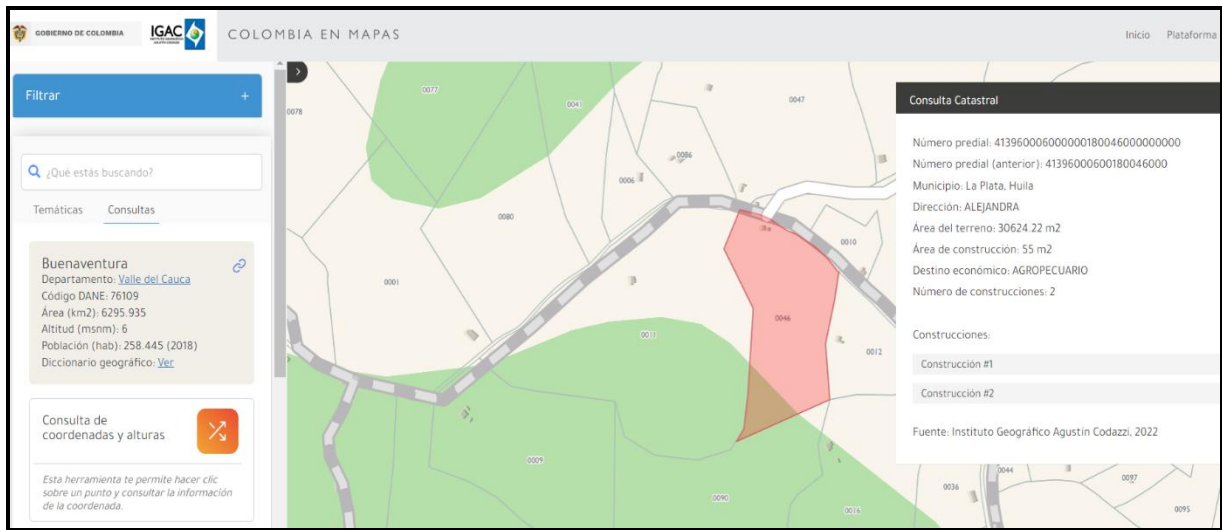 GOBIERNO DE COLOMBIA
IGAC
COLOMBIA EN MAPAS
Inicio Plataforma
Filtrar +
¿Qué estás buscando?
Temáticas Consultas
Buenaventura
Departamento: Valle del Cauca
Código DANE: 76109
Área (km2): 6295.935
Altitud (msnm): 6
Población (hab): 258.445 (2018)
Diccionario geográfico: Ver
Consulta de
coordenadas y alturas
Esta herramienta te permite hacer clic
sobre un punto y consultar la información
de la coordenada.
0077
0041
0047
0078
0086
0006
0080
0010
0001
0046
0011
0012
0009
0090
0016
0036
0044
0097
0095
Consulta Catastral
Número predial: 413960006000000180046000000000
Número predial (anterior): 41396000600180046000
Municipio: La Plata, Huila
Dirección: ALEJANDRA
Área del terreno: 30624.22 m2
Área de construcción: 55 m2
Destino económico: AGROPECUARIO
Número de construcciones: 2
Construcciones:
Construcción #1
Construcción #2
Fuente: Instituto Geográfico Agustín Codazzi, 2022